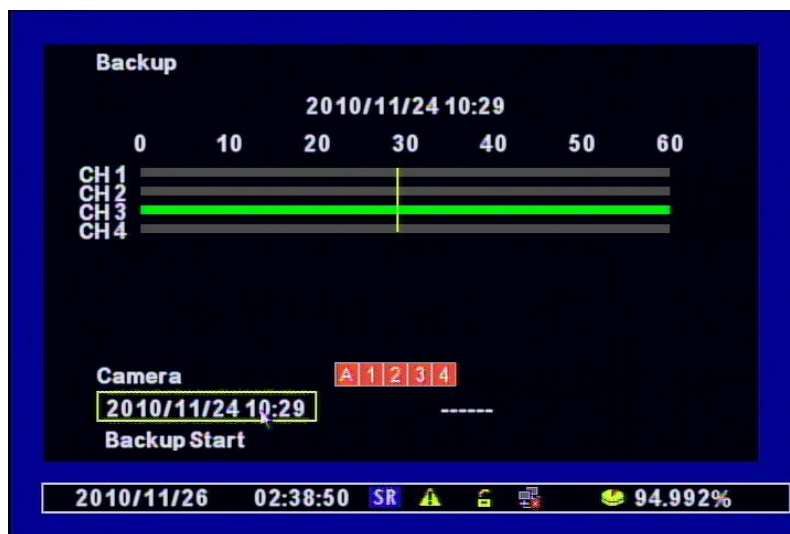 Backup
2010/11/24 10:29
0 10 20 30 40 50 60
CH 1
CH 2
CH 3
CH 4
Camera A 1 2 3 4
2010/11/24 10:29 ------
Backup Start
2010/11/26 02:38:50 SR 94.992%